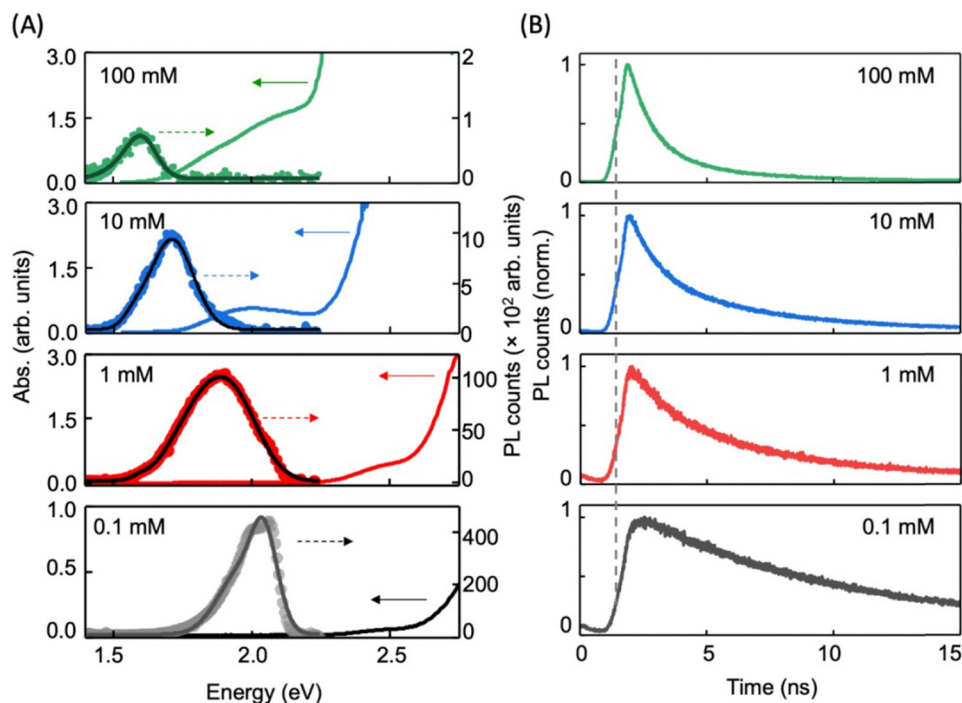 (A)
(B)
100 mM
3.0
1.5
0.0
2
1
0
10 mM
3.0
1.5
0.0
10
5
0
1 mM
3.0
1.5
0.0
100
50
0
0.1 mM
1.0
0.5
0.0
400
200
0
1.5
2.0
2.5
Energy (eV)
Abs. (arb. units)
PL counts (× 10² arb. units)
PL counts (norm.)
100 mM
1
0
10 mM
1
0
1 mM
1
0
0.1 mM
1
0
0
5
10
15
Time (ns)